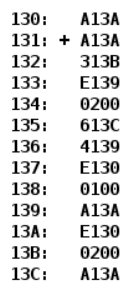 130: A13A
131: + A13A
132: 313B
133: E139
134: 0200
135: 613C
136: 4139
137: E130
138: 0100
139: A13A
13A: E130
13B: 0200
13C: A13A